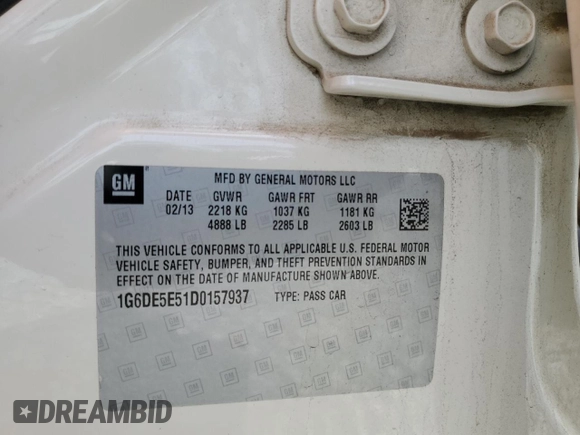 GM
MFD BY GENERAL MOTORS LLC
DATE GVWR GAWR FRT GAWR RR
02/13 2218 KG 1037 KG 1181 KG
4888 LB 2285 LB 2603 LB
THIS VEHICLE CONFORMS TO ALL APPLICABLE U.S. FEDERAL MOTOR
VEHICLE SAFETY, BUMPER, AND THEFT PREVENTION STANDARDS IN
EFFECT ON THE DATE OF MANUFACTURE SHOWN ABOVE.
1G6DE5E51D0157937 TYPE: PASS CAR
DREAMBID